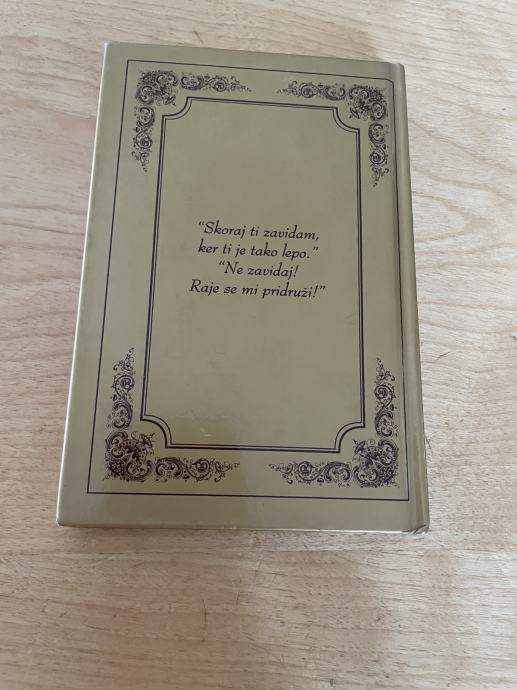 “Skoraj ti zavidam,
ker ti je tako lepo.”
“Ne zavidaj!
Raje se mi pridruži!”